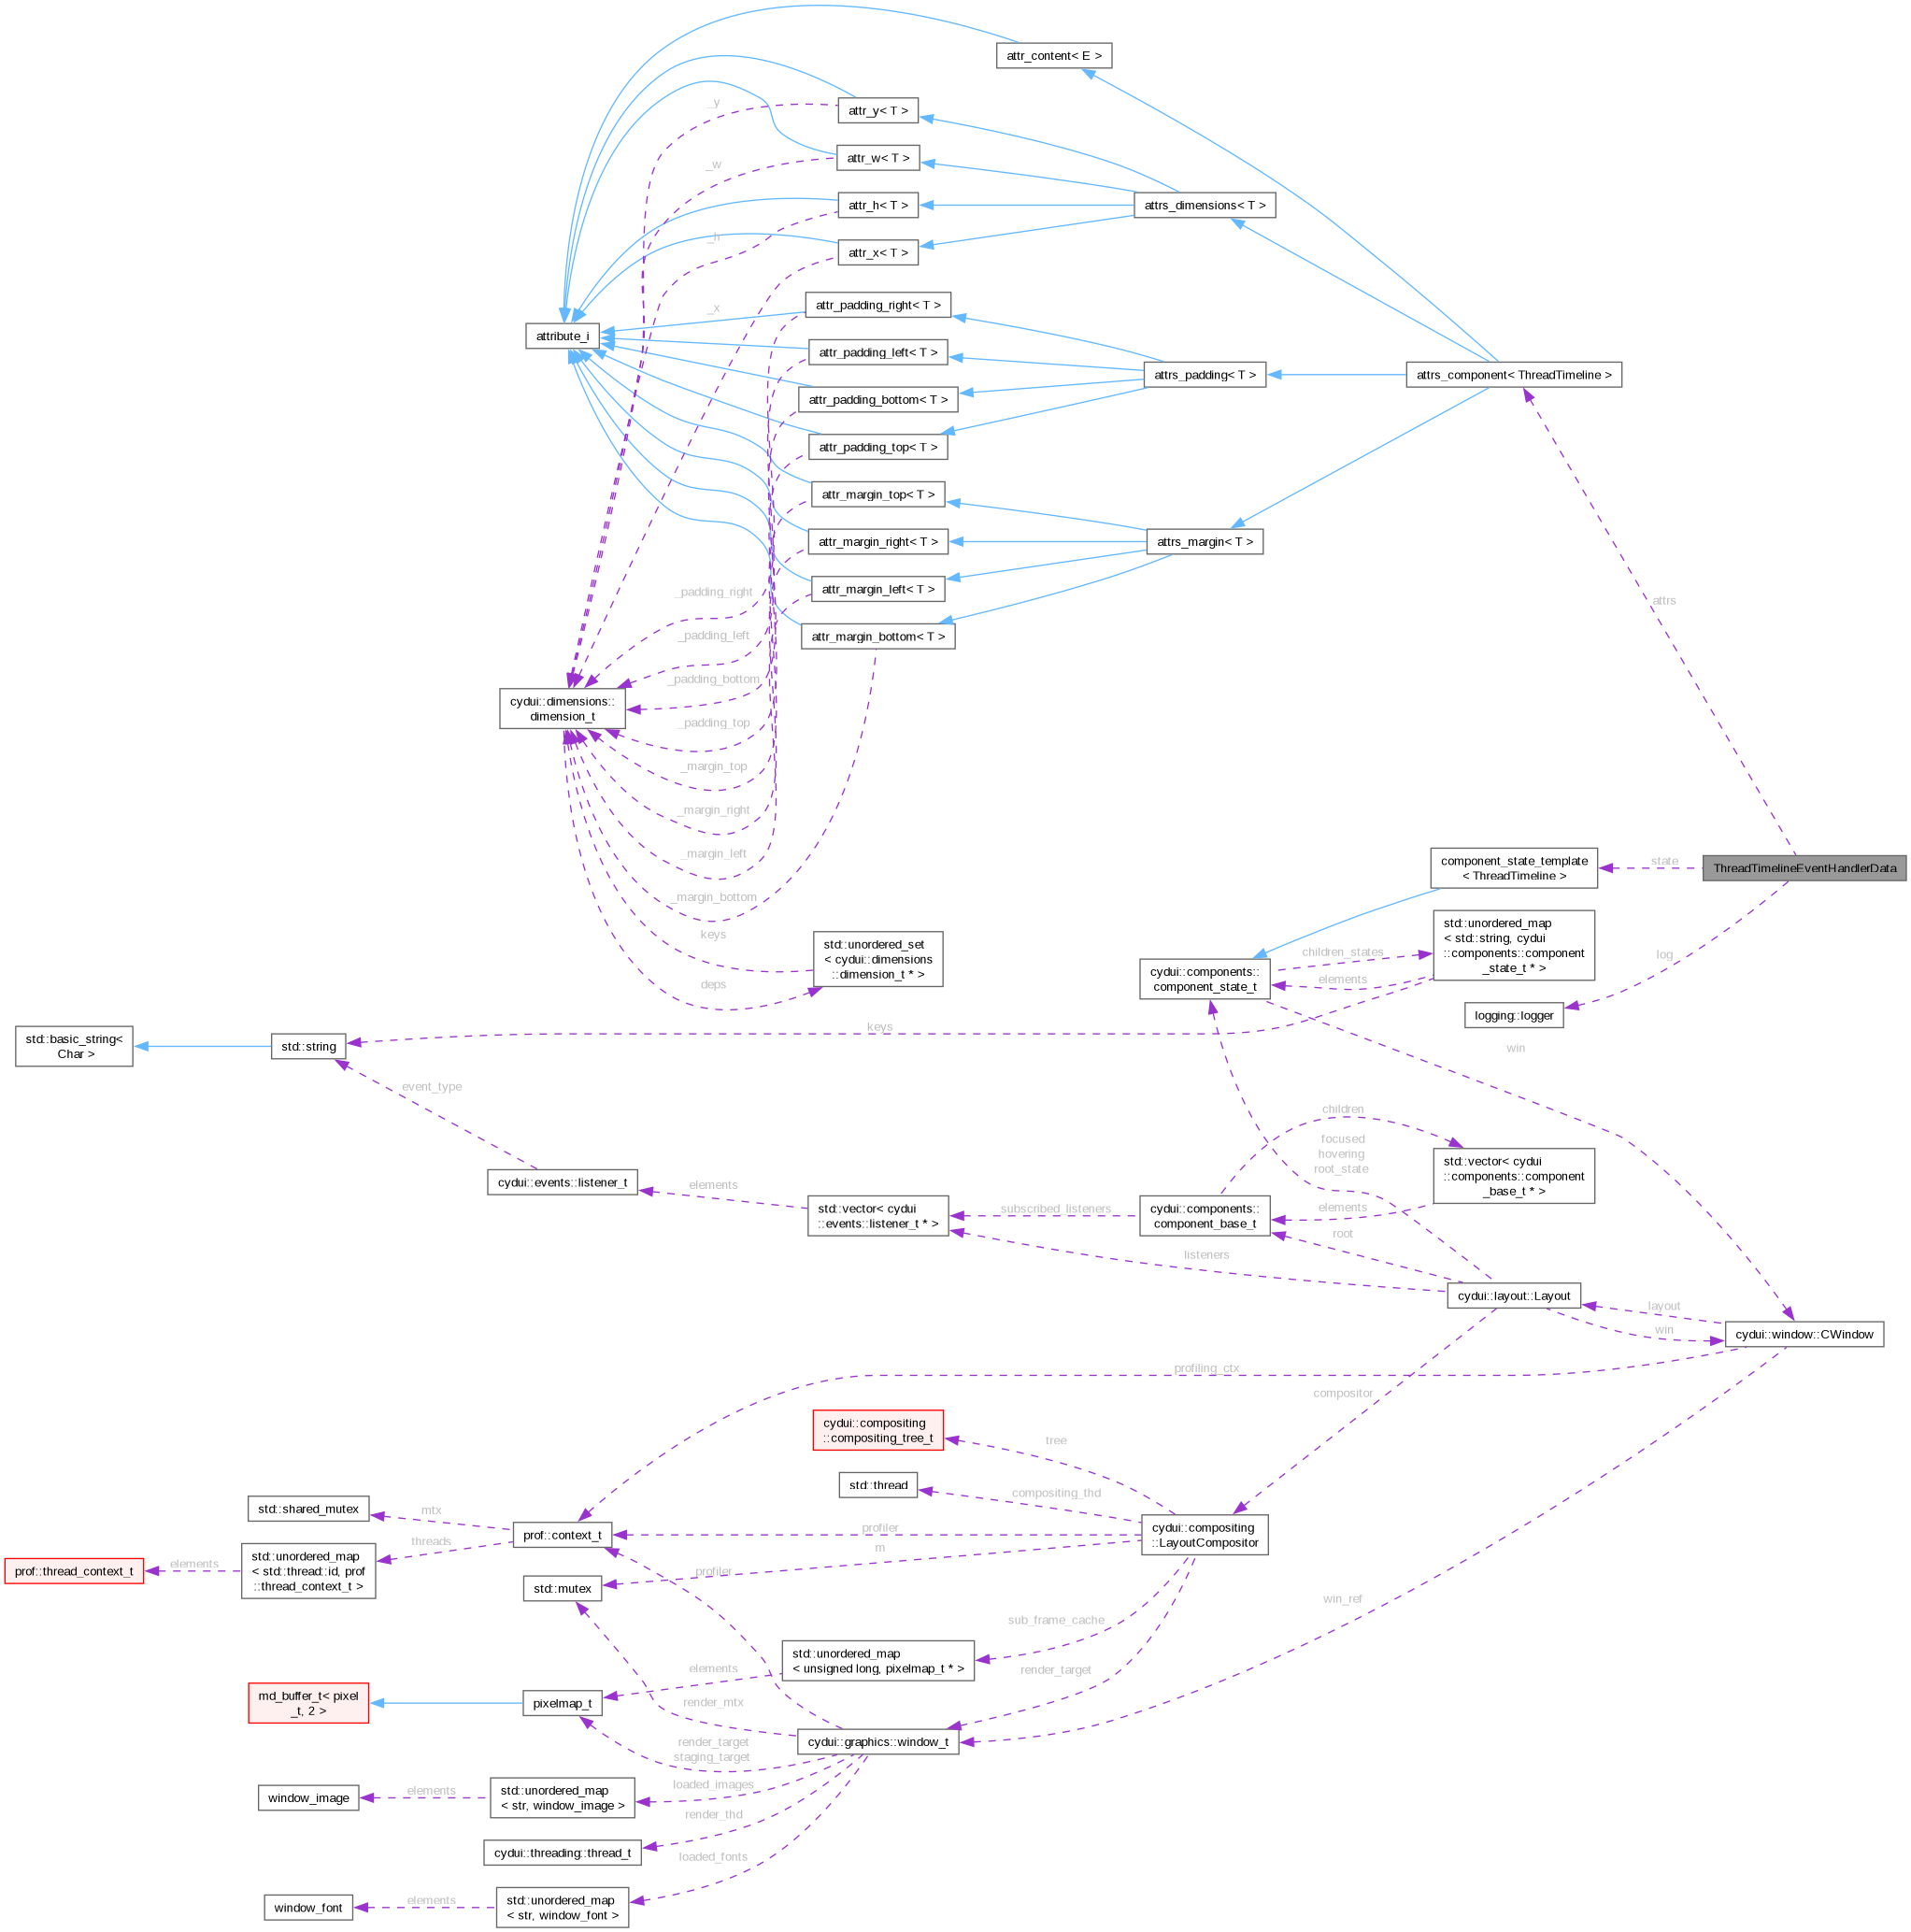 attr_content< E >
_y
attr_y< T >
attr_w< T >
_w
attr_h< T >
attrs_dimensions< T >
_h
attr_x< T >
attr_padding_right< T >
_x
attribute_i
attr_padding_left< T >
attrs_padding< T >
attrs_component< ThreadTimeline >
attr_padding_bottom< T >
attr_padding_top< T >
attr_margin_top< T >
attr_margin_right< T >
attrs_margin< T >
attr_margin_left< T >
_padding_right
attrs
_padding_left
attr_margin_bottom< T >
_padding_bottom
cydui::dimensions::
dimension_t
_padding_top
_margin_top
_margin_right
_margin_left
component_state_template
< ThreadTimeline >
state
ThreadTimelineEventHandlerData
_margin_bottom
keys
std::unordered_set
< cydui::dimensions
::dimension_t * >
deps
std::unordered_map
< std::string, cydui
::components::component
_state_t * >
children_states
elements
log
cydui::components::
component_state_t
logging::logger
keys
std::basic_string<
Char >
std::string
win
event_type
children
focused
hovering
root_state
std::vector< cydui
::components::component
_base_t * >
cydui::events::listener_t
elements
std::vector< cydui
::events::listener_t * >
subscribed_listeners
cydui::components::
component_base_t
elements
root
listeners
cydui::layout::Layout
layout
win
cydui::window::CWindow
profiling_ctx
compositor
cydui::compositing
::compositing_tree_t
tree
std::thread
compositing_thd
std::shared_mutex
mtx
prof::context_t
profiler
m
cydui::compositing
::LayoutCompositor
threads
prof::thread_context_t
elements
std::unordered_map
< std::thread::id, prof
::thread_context_t >
profiler
std::mutex
win_ref
sub_frame_cache
std::unordered_map
< unsigned long, pixelmap_t * >
elements
render_target
md_buffer_t< pixel
_t, 2 >
pixelmap_t
render_mtx
cydui::graphics::window_t
render_target
staging_target
window_image
elements
std::unordered_map
< str, window_image >
loaded_images
render_thd
cydui::threading::thread_t
loaded_fonts
window_font
elements
std::unordered_map
< str, window_font >